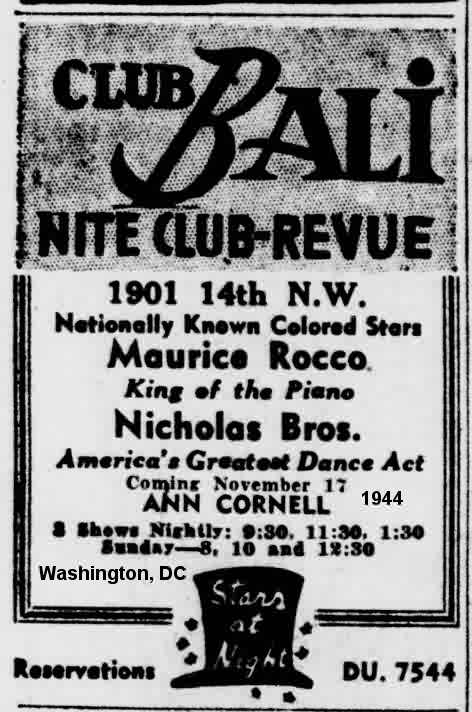 CLUB BALi
NITE CLUB-REVUE
1901 14th N.W.
Nationally Known Colored Stars
Maurice Rocco
King of the Piano
Nicholas Bros.
America's Greatest Dance Act
Coming November 17
ANN CORNELL 1944
3 Shows Nightly: 9:30, 11:30, 1:30
Sunday—8, 10 and 12:30
Washington, DC
Stars
at
Night
Reservations DU. 7544